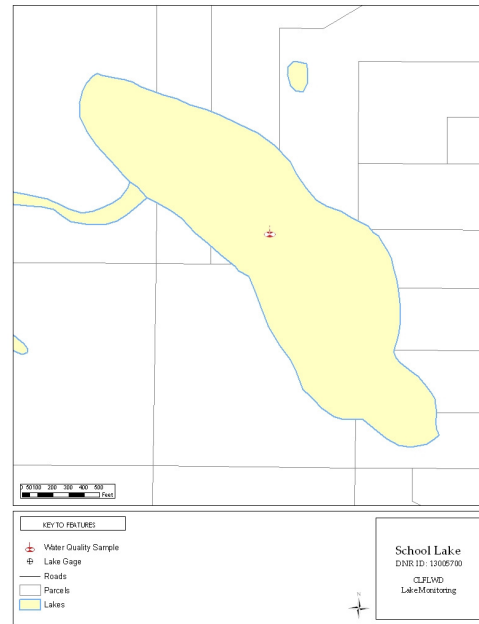 0 50100 200 300 400 500
Feet
KEY TO FEATURES
Water Quality Sample
Lake Gage
Roads
Parcels
Lakes
N
School Lake
DNR ID: 13005700
CLFLWD
Lake Monitoring